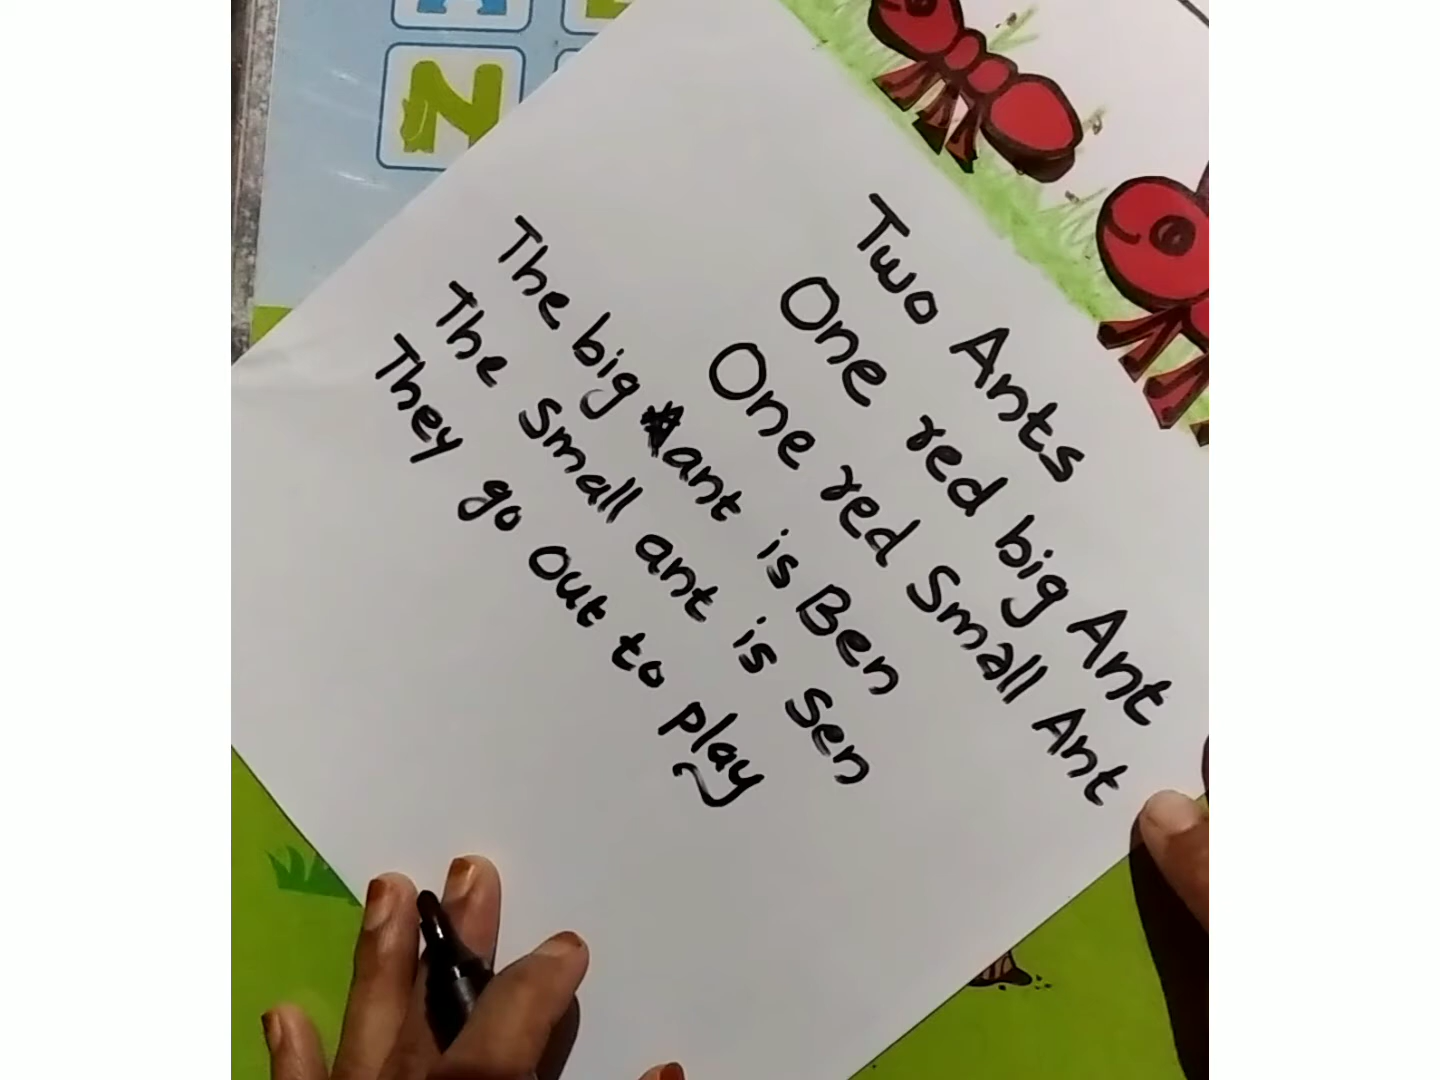 N
Two Ants
One red big Ant
One red Small Ant
The big ant is Ben
The Small ant is Sen
They go out to play